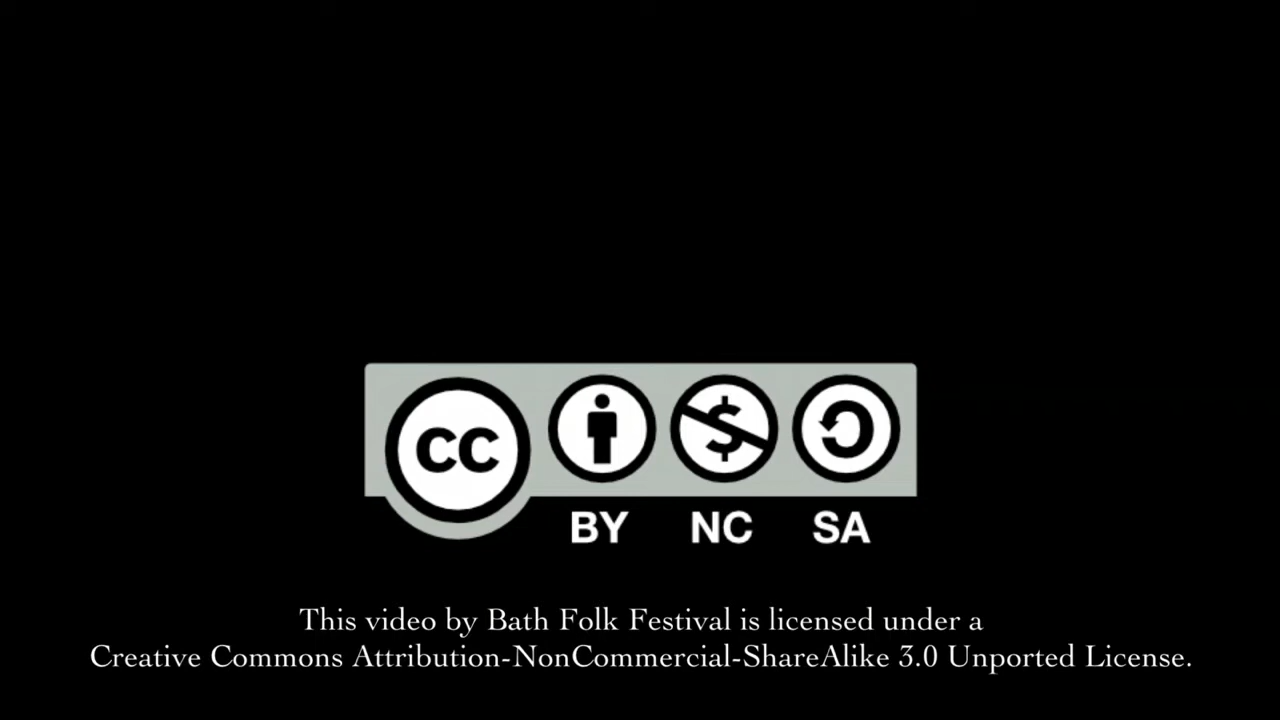 CC
BY NC SA
This video by Bath Folk Festival is licensed under a
Creative Commons Attribution-NonCommercial-ShareAlike 3.0 Unported License.